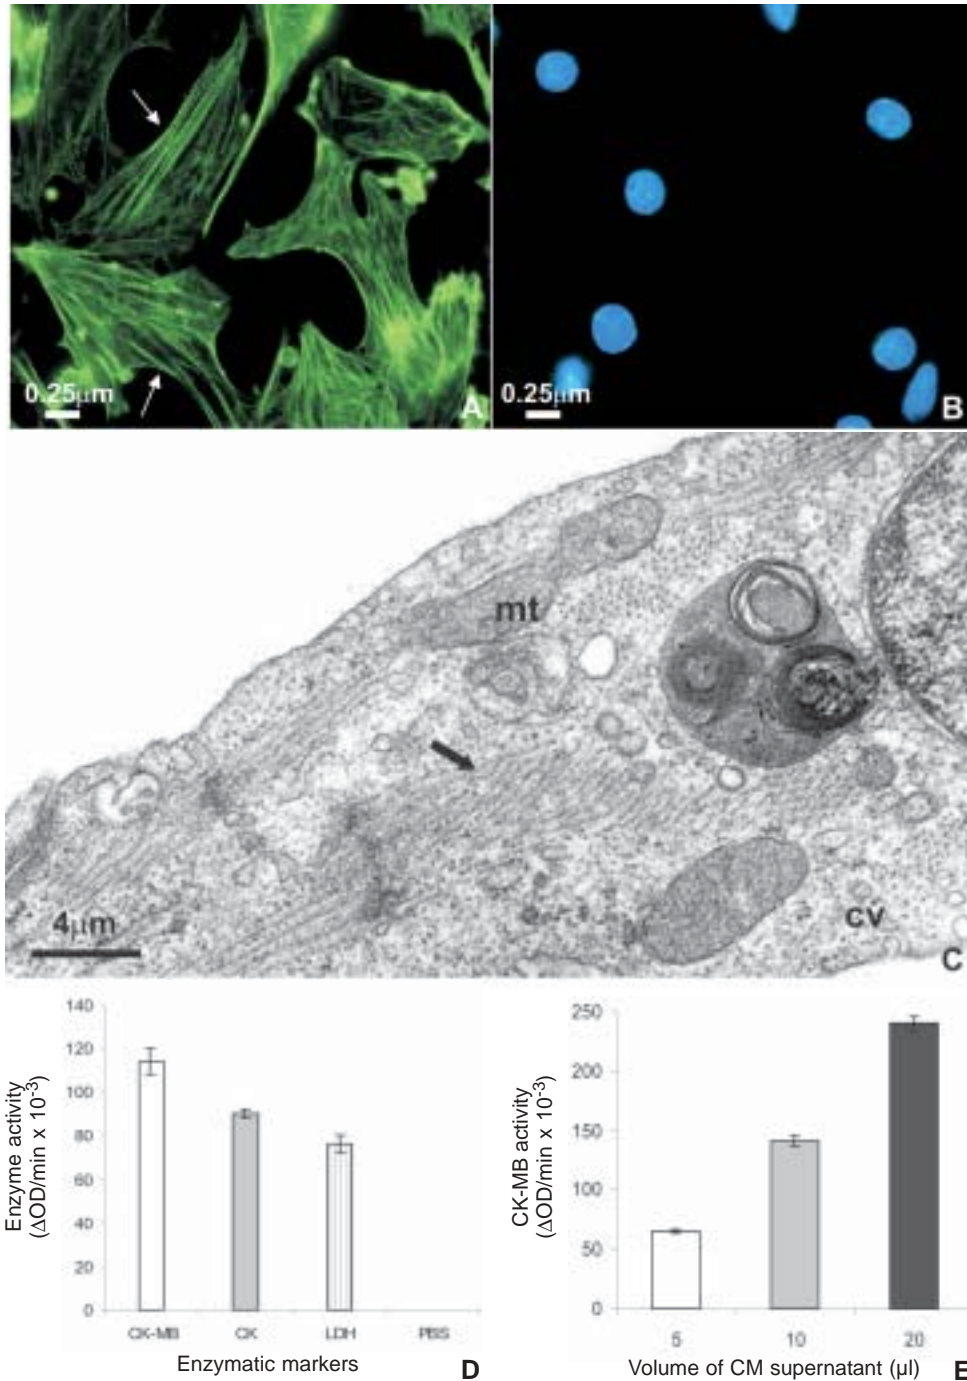 0.25µm
A
0.25µm
B
mt
4µm
cv
C
Enzyme activity
(ΔOD/min x 10-3)
140
120
100
80
60
40
20
0
CK-MB
CK
LDH
PBS
Enzymatic markers
D
CK-MB activity
(ΔOD/min x 10-3)
250
200
150
100
50
0
5
10
20
Volume of CM supernatant (µl)
E